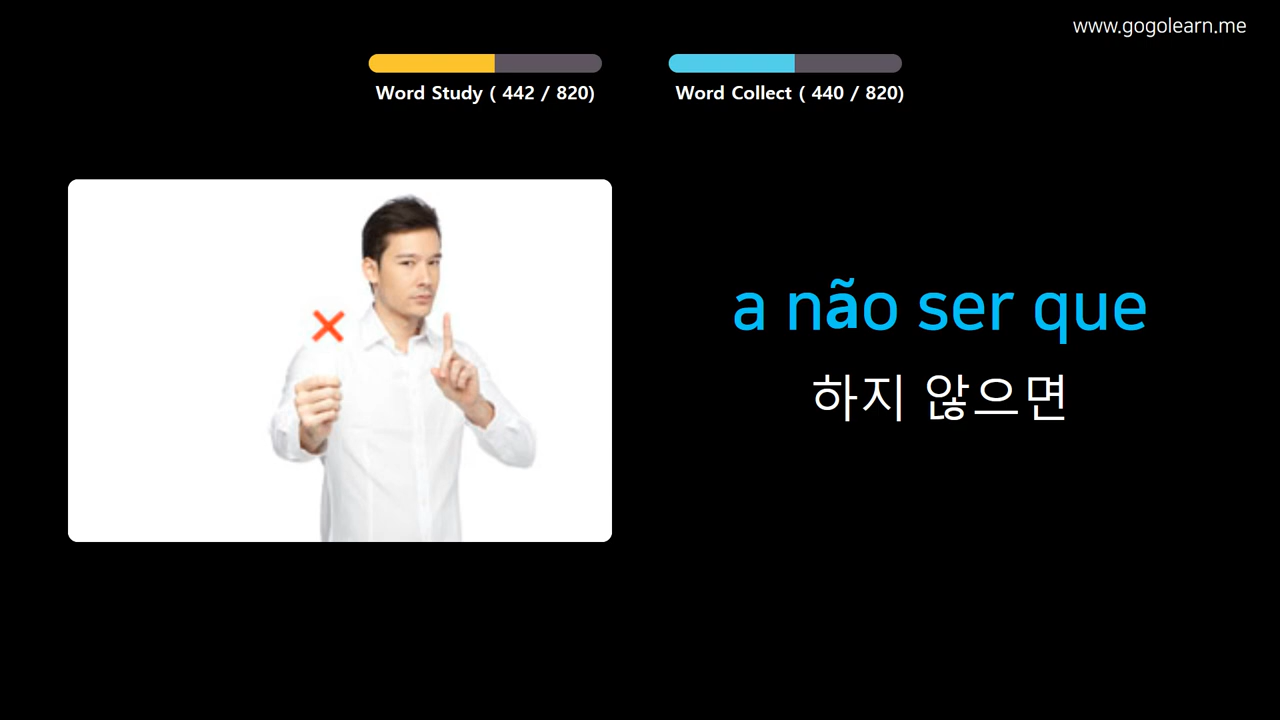 www.gogolearn.me
Word Study ( 442 / 820)
Word Collect ( 440 / 820)
a não ser que
하지 않으면